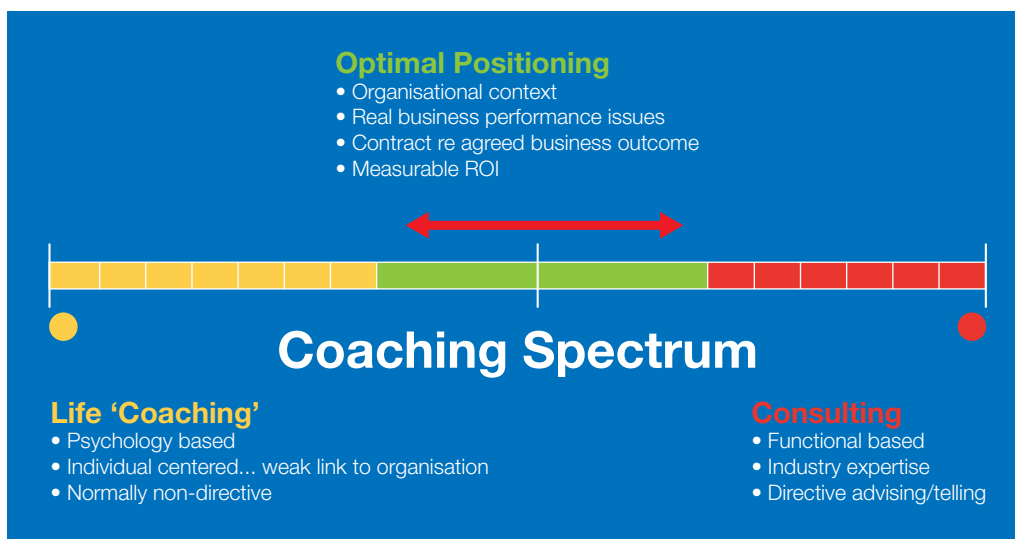 Optimal Positioning
• Organisational context
• Real business performance issues
• Contract re agreed business outcome
• Measurable ROI
Coaching Spectrum
Life ‘Coaching’
• Psychology based
• Individual centered... weak link to organisation
• Normally non-directive
Consulting
• Functional based
• Industry expertise
• Directive advising/telling